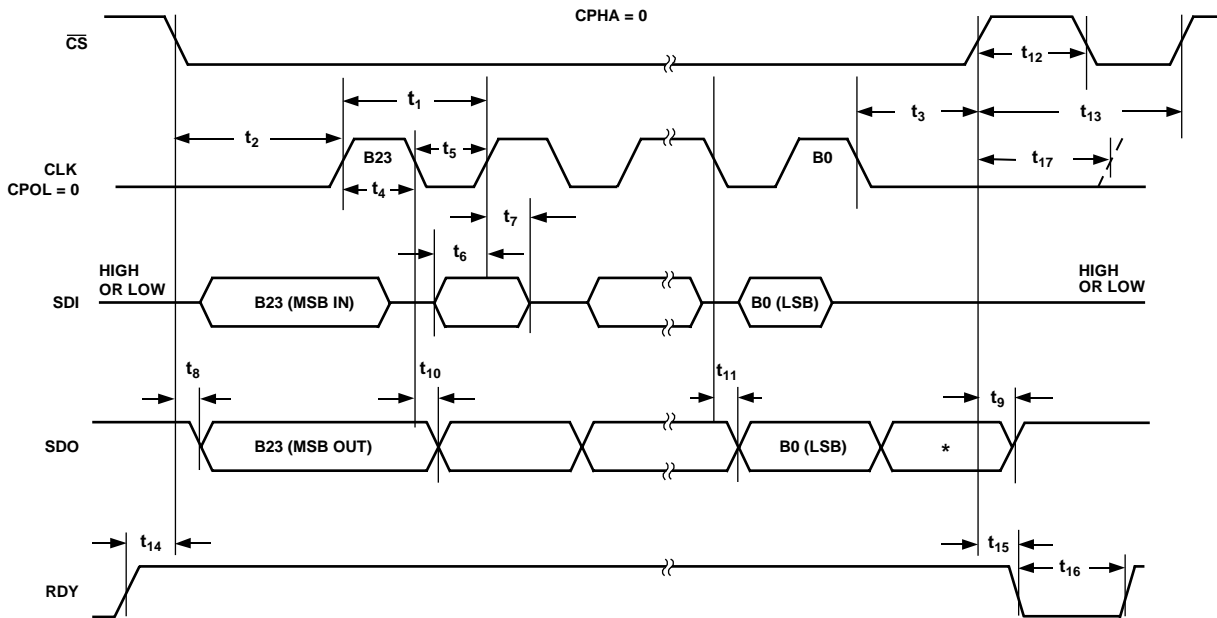 CPHA = 0
CS
t12
t1
t3
t13
t2
B23
t5
B0
CLK
CPOL = 0
t17
t4
t7
t6
HIGH
OR LOW
HIGH
OR LOW
SDI
B23 (MSB IN)
B0 (LSB)
t8
t10
t11
t9
SDO
B23 (MSB OUT)
B0 (LSB)
*
t14
t15
t16
RDY